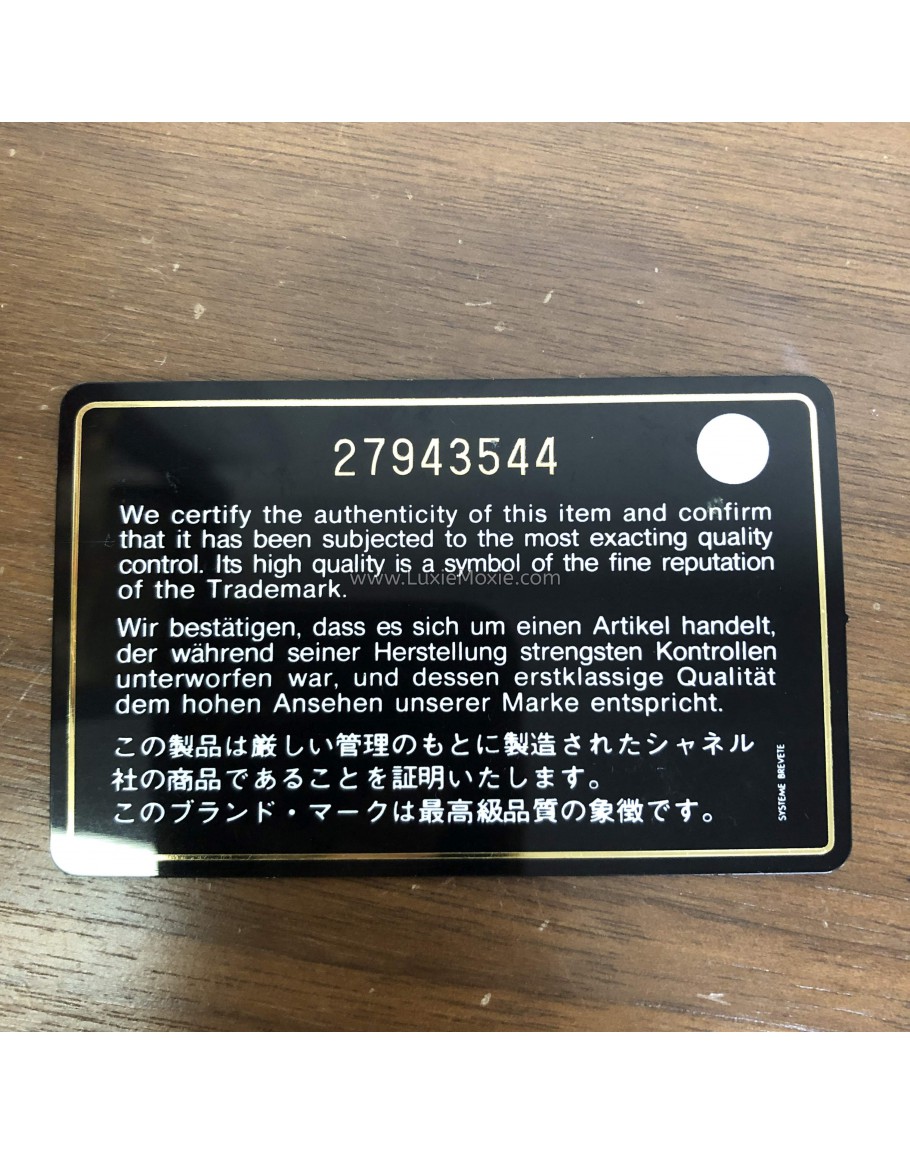 27943544
We certify the authenticity of this item and confirm
that it has been subjected to the most exacting quality
control. Its high quality is a symbol of the fine reputation
www.LuxieMoxie.com
of the Trademark.
Wir bestätigen, dass es sich um einen Artikel handelt,
der während seiner Herstellung strengsten Kontrollen
unterworfen war, und dessen erstklassige Qualität
dem hohen Ansehen unserer Marke entspricht.
この製品は厳しい管理のもとに製造されたシャネル
社の商品であることを証明いたします。
このブランド・マークは最高級品質の象徴です。
SYSTEME BREVETE